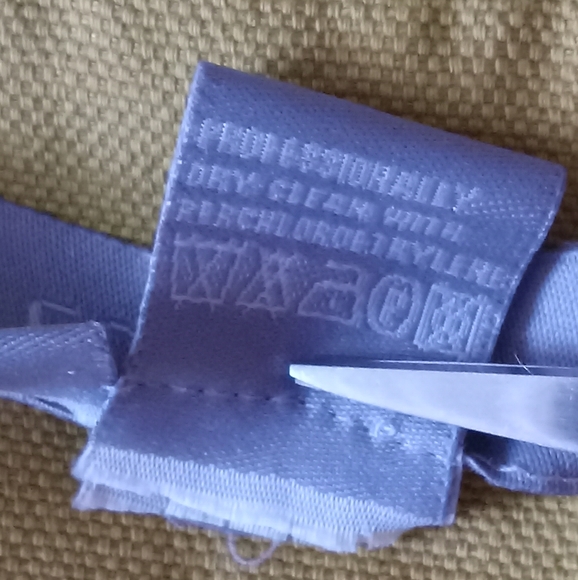 PROFESSIONALLY
DRY CLEAN WITH
PERCHLOROETHYLENE
P